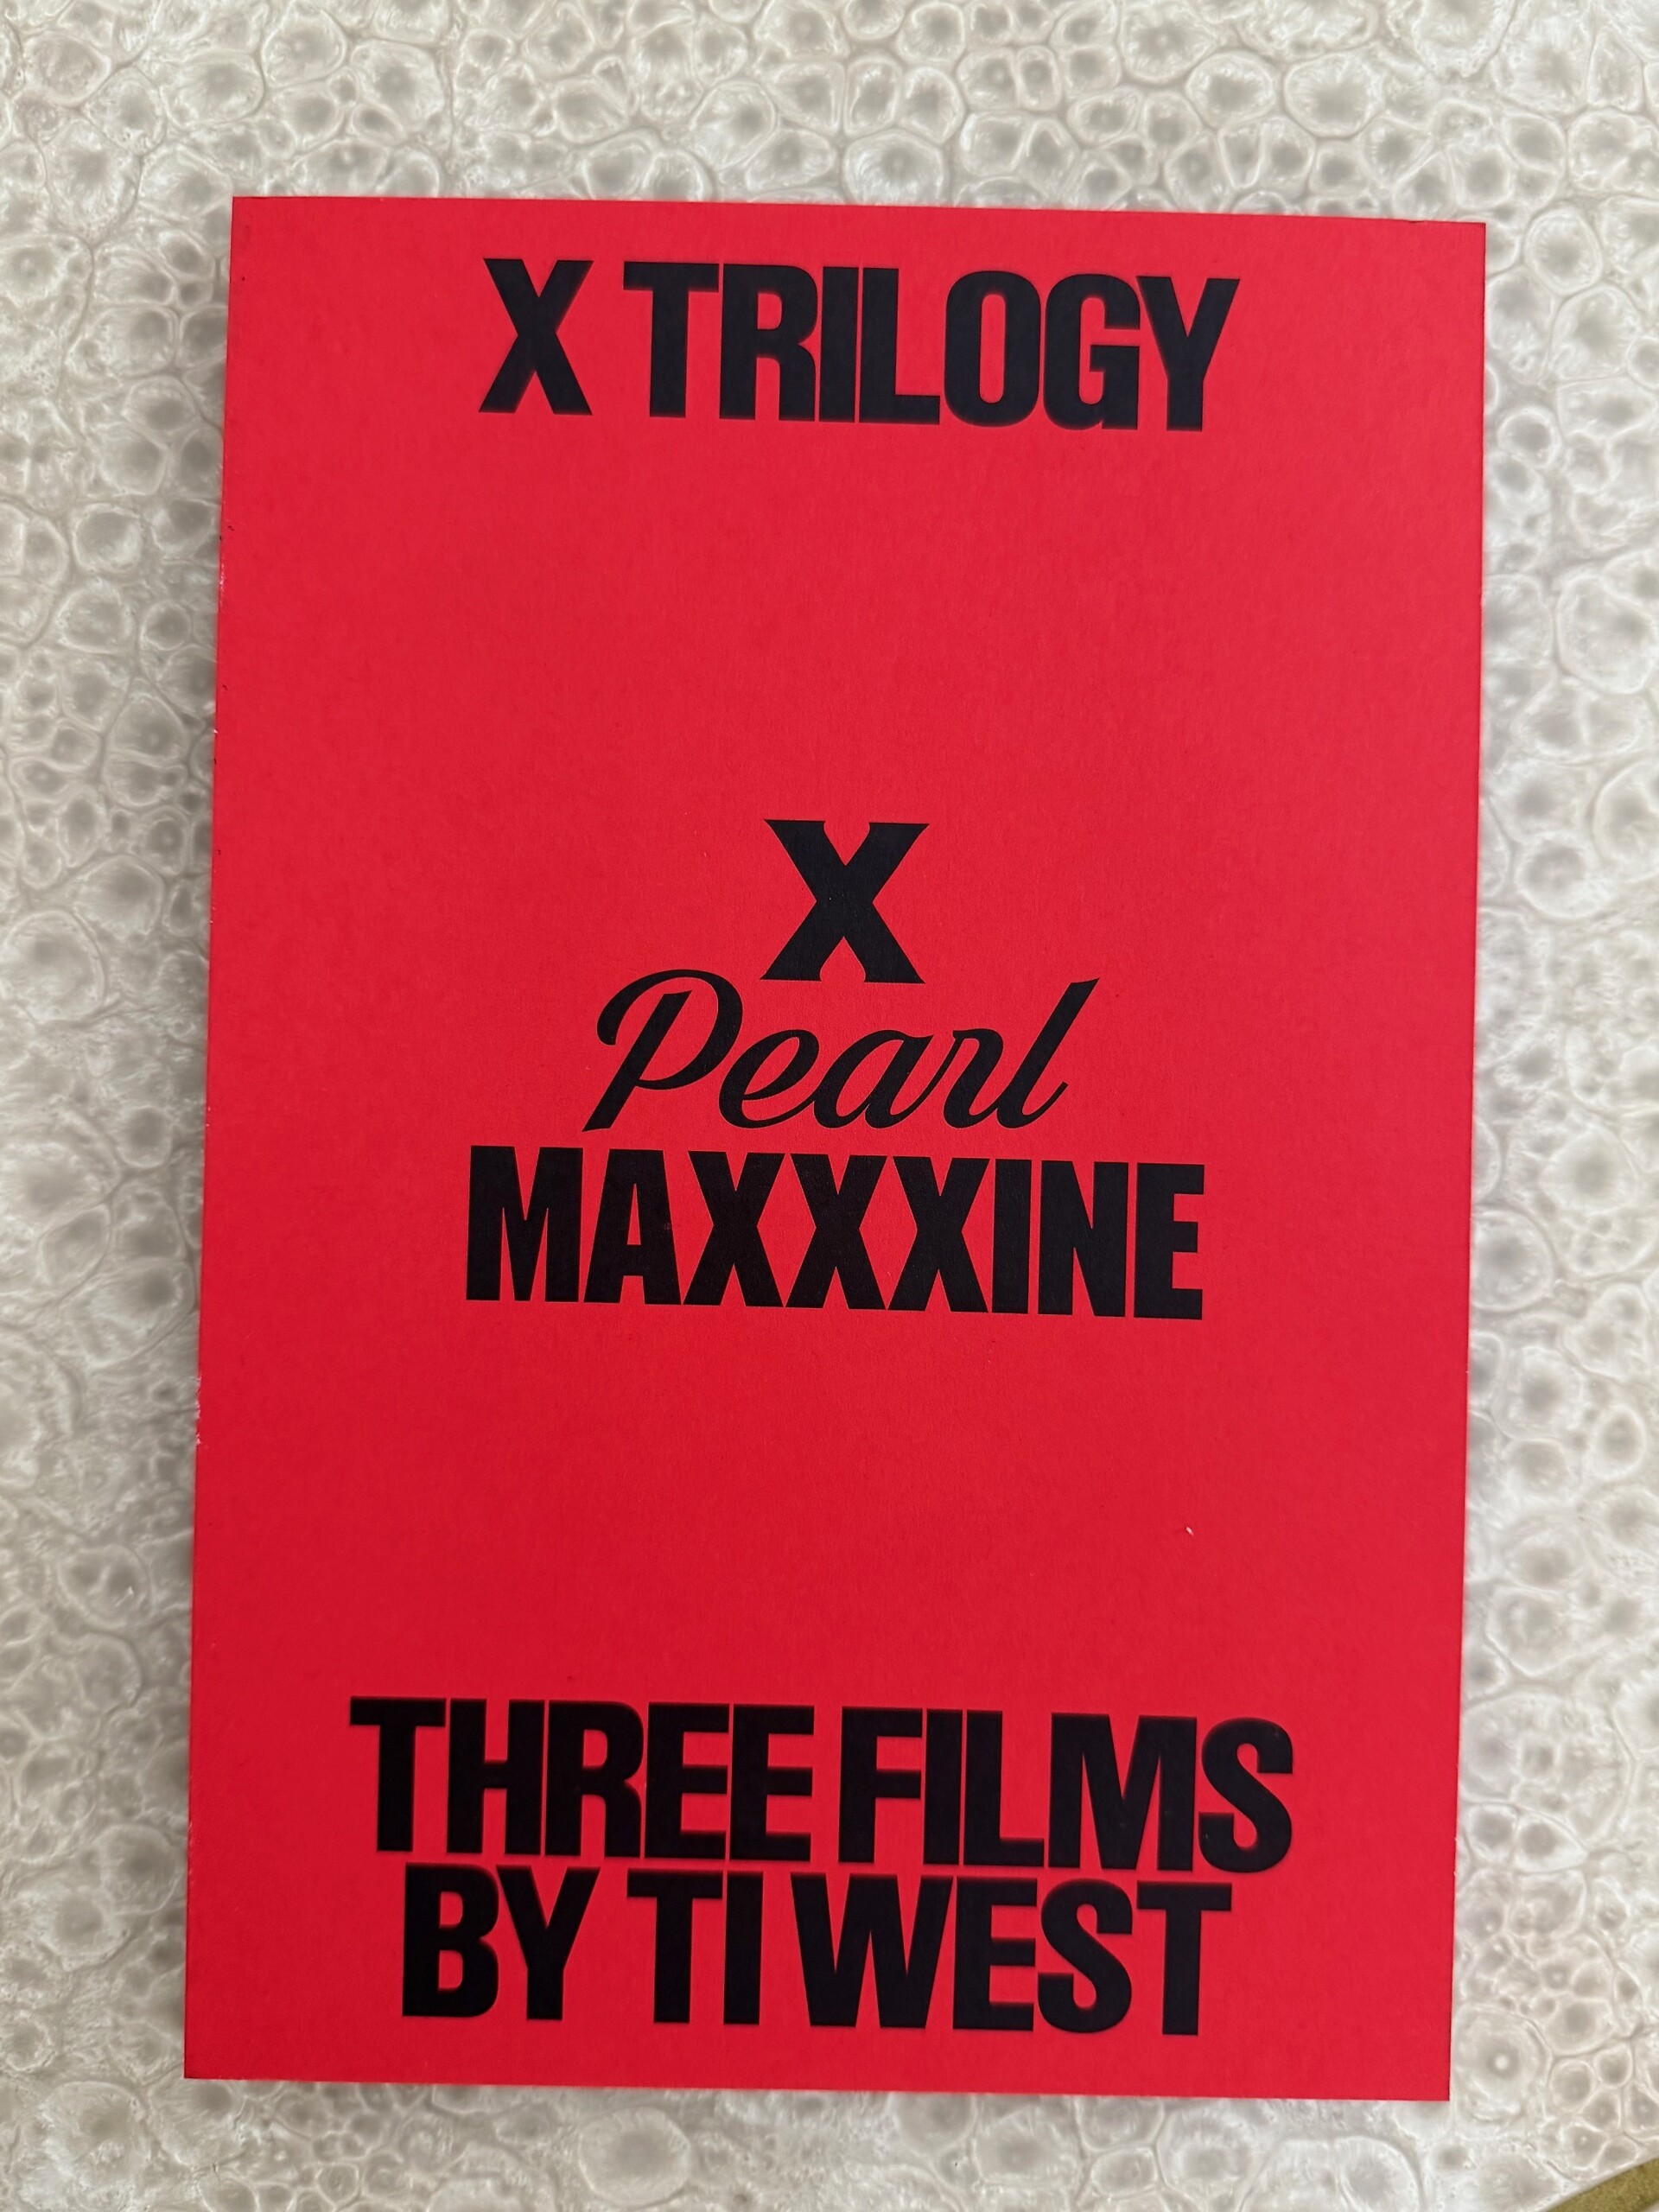 X TRILOGY
X
Pearl
MAXXXINE
THREE FILMS
BY TI WEST